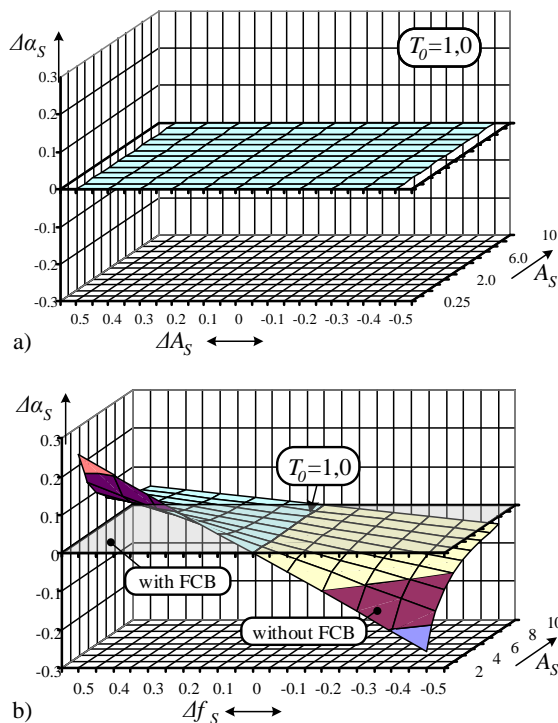 Δα_S
T_0=1,0
0.3
0.2
0.1
0
-0.1
-0.2
-0.3
0.5 0.4 0.3 0.2 0.1 0 -0.1 -0.2 -0.3 -0.4 -0.5
0.25 2.0 6.0 10
A_S
a) ΔA_S
Δα_S
0.3
0.2
0.1
0
-0.1
-0.2
-0.3
T_0=1,0
with FCB
without FCB
0.5 0.4 0.3 0.2 0.1 0 -0.1 -0.2 -0.3 -0.4 -0.5
2 4 6 8 10
A_S
b) Δf_S